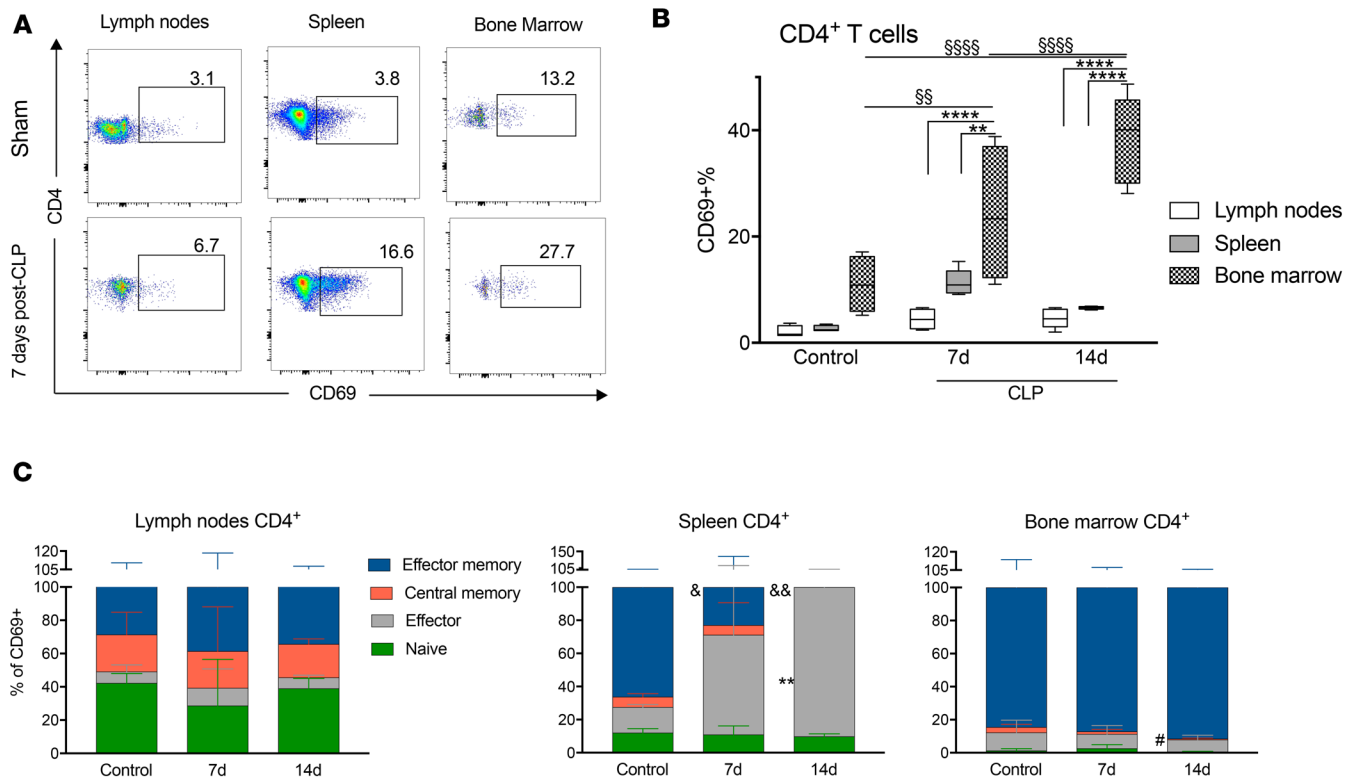 A
Lymph nodes
Spleen
Bone Marrow
Sham
3.1
3.8
13.2
CD4
7 days post-CLP
6.7
16.6
27.7
CD69
B
CD4+ T cells
§§§§
§§§§
****
****
§§
****
**
CD69+%
40
20
0
Control
7d
14d
CLP
Lymph nodes
Spleen
Bone marrow
C
Lymph nodes CD4+
% of CD69+
120
105
100
80
60
40
20
0
Control
7d
14d
Effector memory
Central memory
Effector
Naive
Spleen CD4+
150
105
100
80
60
40
20
0
&
&&
**
Control
7d
14d
Bone marrow CD4+
120
105
100
80
60
40
20
0
#
Control
7d
14d